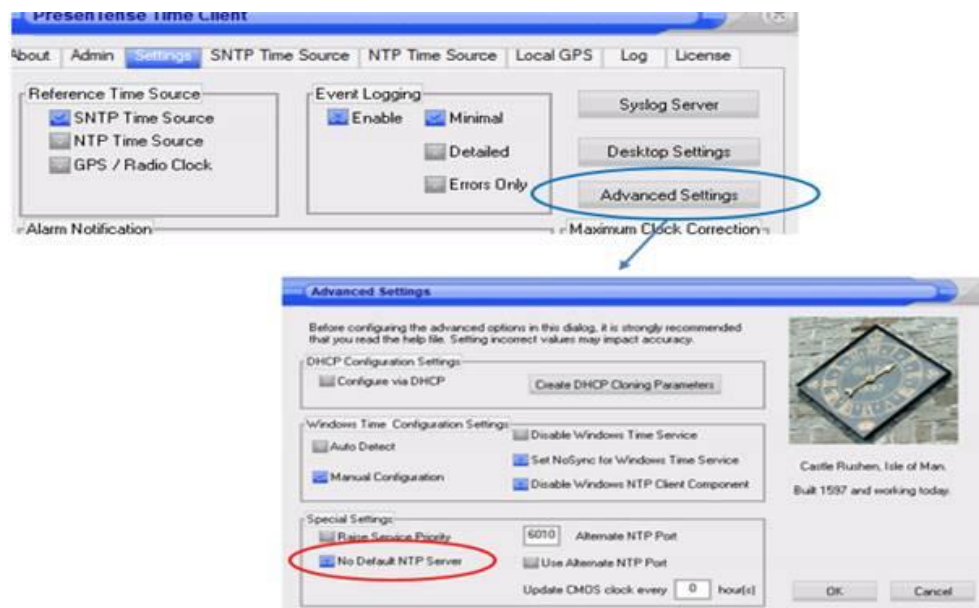 PresenTense Time Client
About Admin Settings SNTP Time Source NTP Time Source Local GPS Log License
Reference Time Source
SNTP Time Source
NTP Time Source
GPS / Radio Clock
Event Logging
Enable Minimal
Detailed
Errors Only
Syslog Server
Desktop Settings
Advanced Settings
Alarm Notification
Maximum Clock Correction
Advanced Settings
Before configuring the advanced options in this dialog, it is strongly recommended
that you read the help file. Setting incorrect values may impact accuracy.
DHCP Configuration Settings
Configure via DHCP
Create DHCP Cloning Parameters
Windows Time Configuration Settings
Auto Detect
Manual Configuration
Disable Windows Time Service
Set NoSync for Windows Time Service
Disable Windows NTP Client Component
Castle Rushen, Isle of Man.
Built 1597 and working today.
Special Settings
Raise Service Priority
No Default NTP Server
6010 Alternate NTP Port
Use Alternate NTP Port
Update CMOS clock every 0 hour(s)
OK Cancel